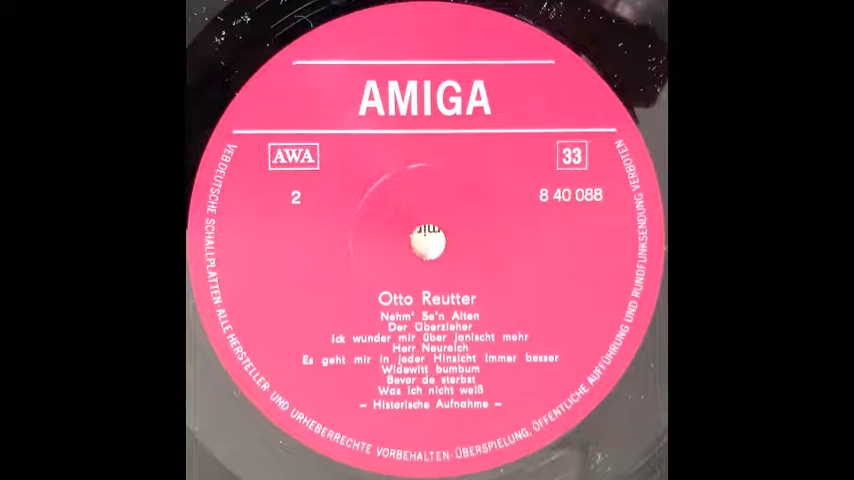 AMIGA
AWA
33
2
8 40 088
mir
Otto Reutter
Nehm' Se'n Alten
Der Überzieher
Ick wunder mir über janischt mehr
Herr Neureich
Es geht mir in jeder Hinsicht immer besser
Widewitt bumbum
Bevor de sterbst
Was ich nicht weiß
– Historische Aufnahme –
VEB DEUTSCHE SCHALLPLATTEN · ALLE HERSTELLER- UND URHEBERRECHTE VORBEHALTEN · ÜBERSPIELUNG, ÖFFENTLICHE AUFFÜHRUNG UND RUNDFUNKSENDUNG VERBOTEN